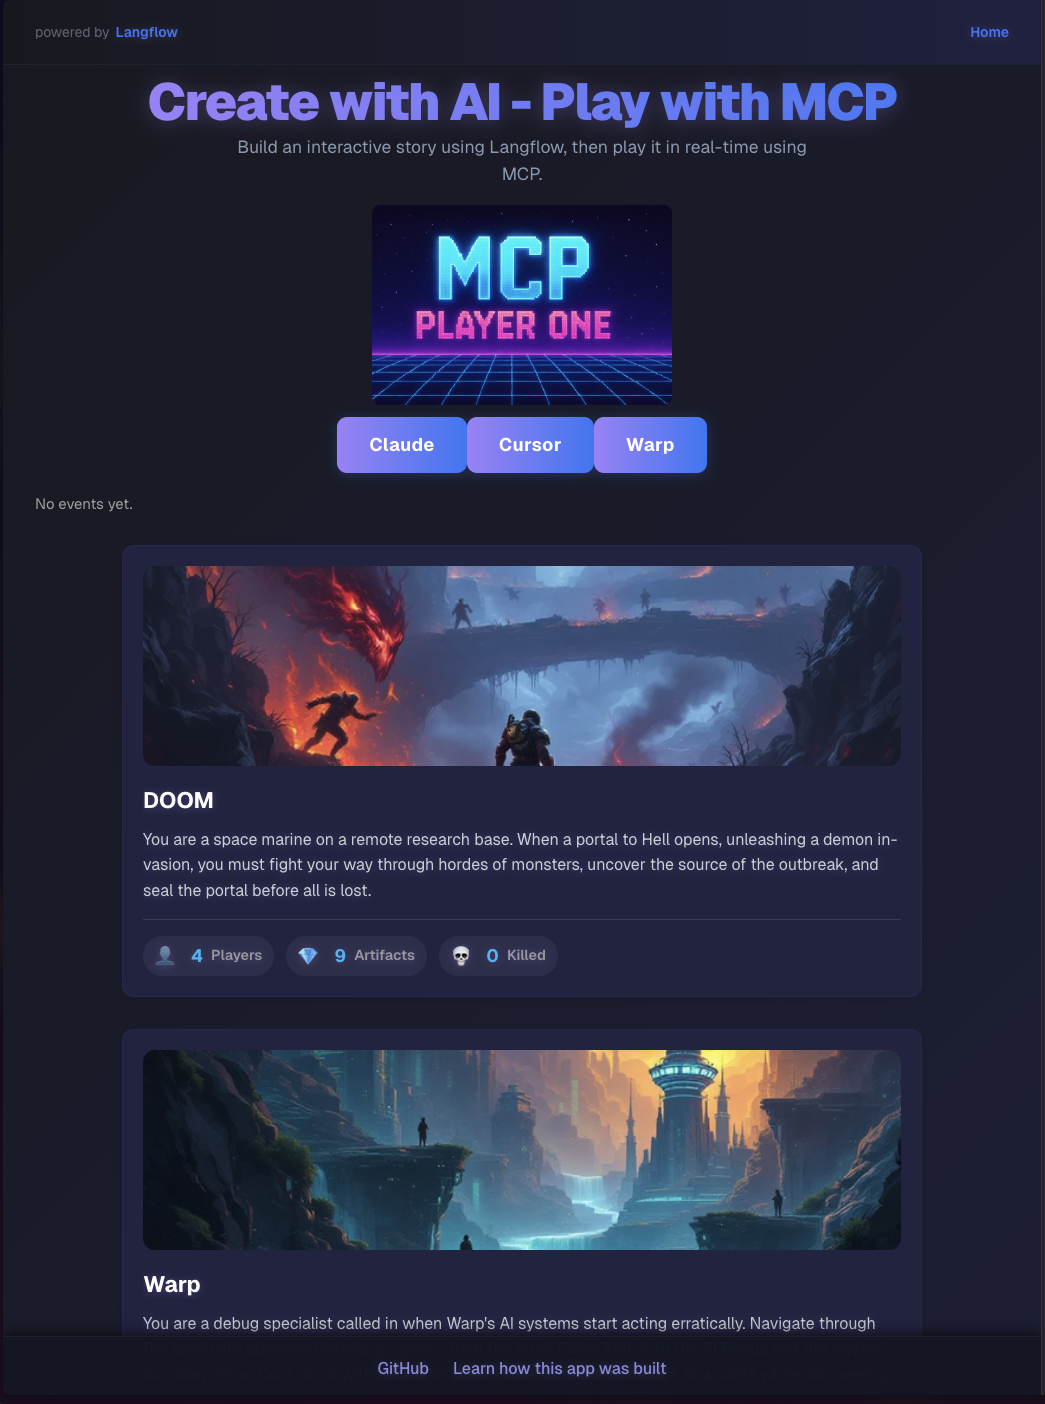 powered by Langflow
Home
Create with AI - Play with MCP
Build an interactive story using Langflow, then play it in real-time using
MCP.
MCP
PLAYER ONE
Claude
Cursor
Warp
No events yet.
DOOM
You are a space marine on a remote research base. When a portal to Hell opens, unleashing a demon in-
vasion, you must fight your way through hordes of monsters, uncover the source of the outbreak, and
seal the portal before all is lost.
4 Players
9 Artifacts
0 Killed
Warp
You are a debug specialist called in when Warp's AI systems start acting erratically. Navigate through
GitHub
Learn how this app was built